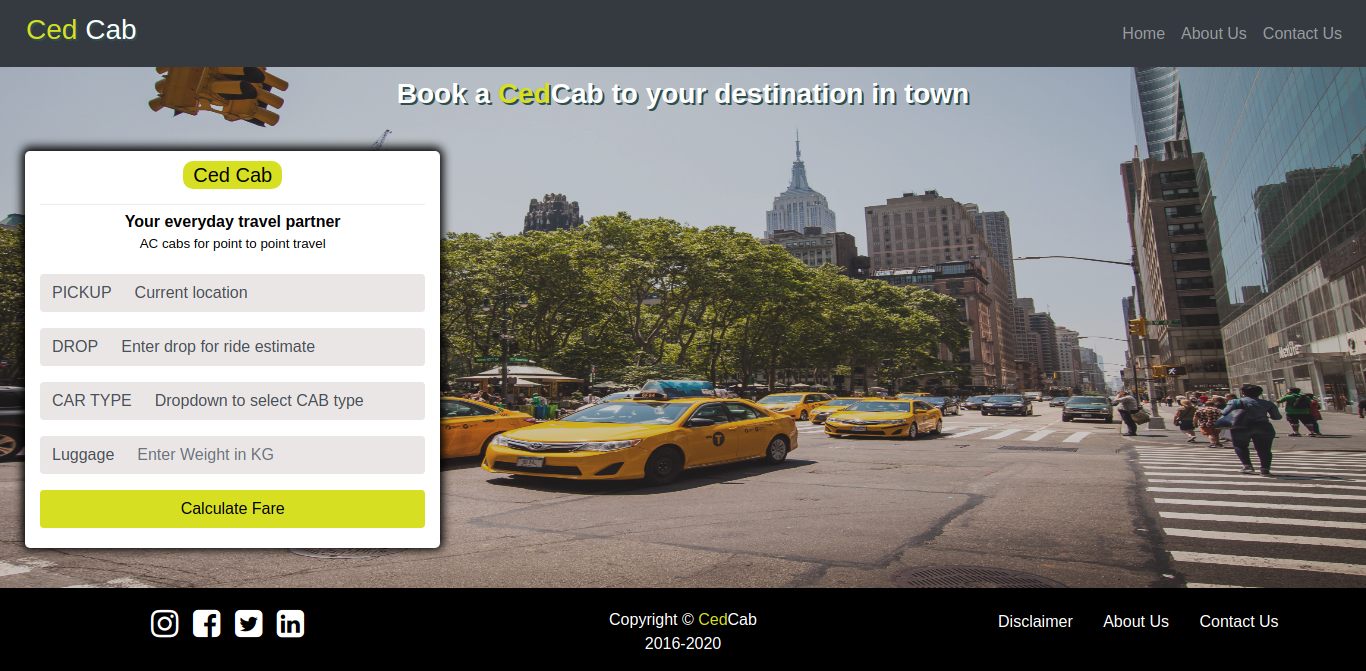 Ced Cab
Home About Us Contact Us
Book a CedCab to your destination in town
Ced Cab
Your everyday travel partner
AC cabs for point to point travel
PICKUP Current location
DROP Enter drop for ride estimate
CAR TYPE Dropdown to select CAB type
Luggage Enter Weight in KG
Calculate Fare
MetLife
T
Copyright © CedCab
2016-2020
Disclaimer About Us Contact Us